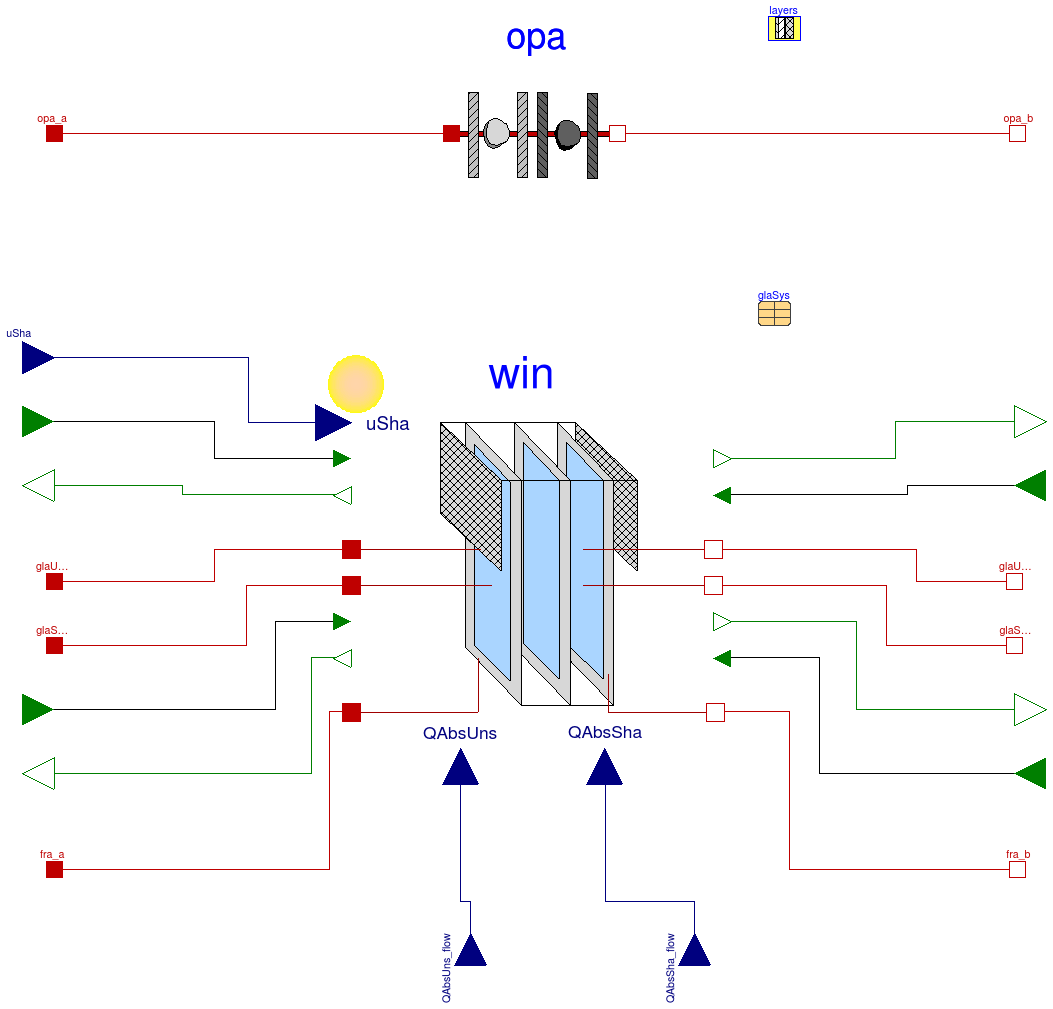 layers
opa
opa_a
opa_b
glaSys
uSha
win
uSha
glaU...
glaU...
glaS...
glaS...
QAbsUns
QAbsSha
fra_a
fra_b
QAbsUns_flow
QAbsSha_flow